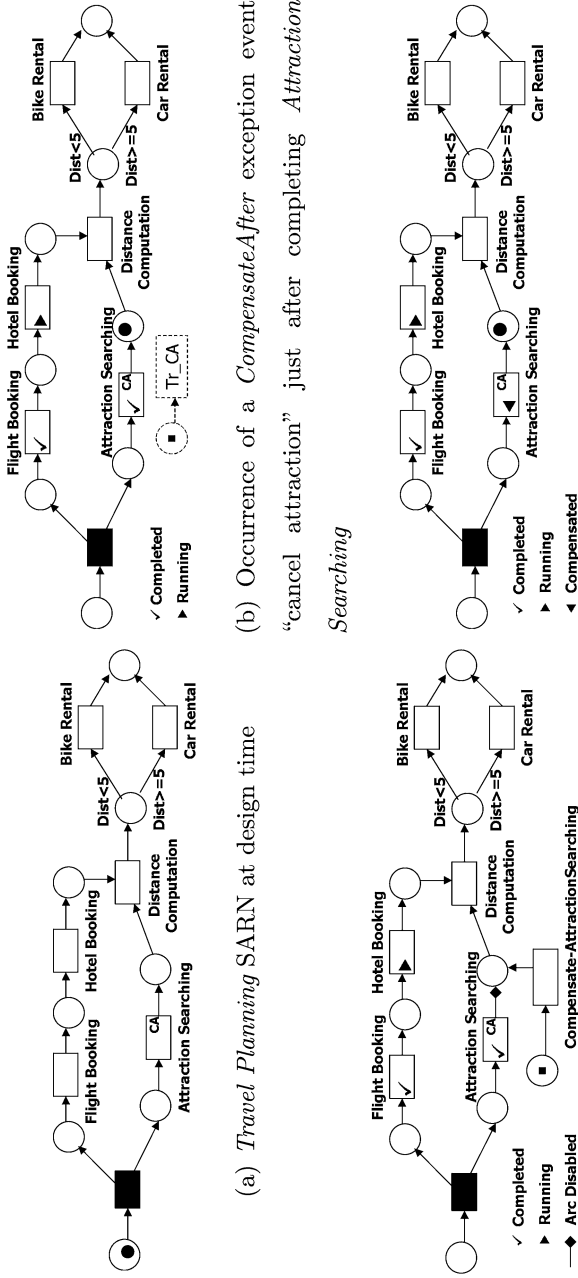 Flight Booking
Hotel Booking
Bike Rental
Dist<5
CA
Attraction Searching
Distance
Computation
Dist>=5
Car Rental
(a) Travel Planning SARN at design time
Flight Booking
Hotel Booking
Bike Rental
Dist<5
✓ Completed
▶ Running
CA
Attraction Searching
Tr_CA
Distance
Computation
Dist>=5
Car Rental
(b) Occurrence of a CompensateAfter exception event
“cancel attraction” just after completing Attraction
Searching
Flight Booking
Hotel Booking
Bike Rental
Dist<5
Attraction Searching
CA
Distance
Computation
Dist>=5
Car Rental
✓ Completed
▶ Running
Arc Disabled
Compensate-AttractionSearching
Flight Booking
Hotel Booking
Bike Rental
Dist<5
CA
Attraction Searching
Distance
Computation
Dist>=5
Car Rental
✓ Completed
▶ Running
◀ Compensated